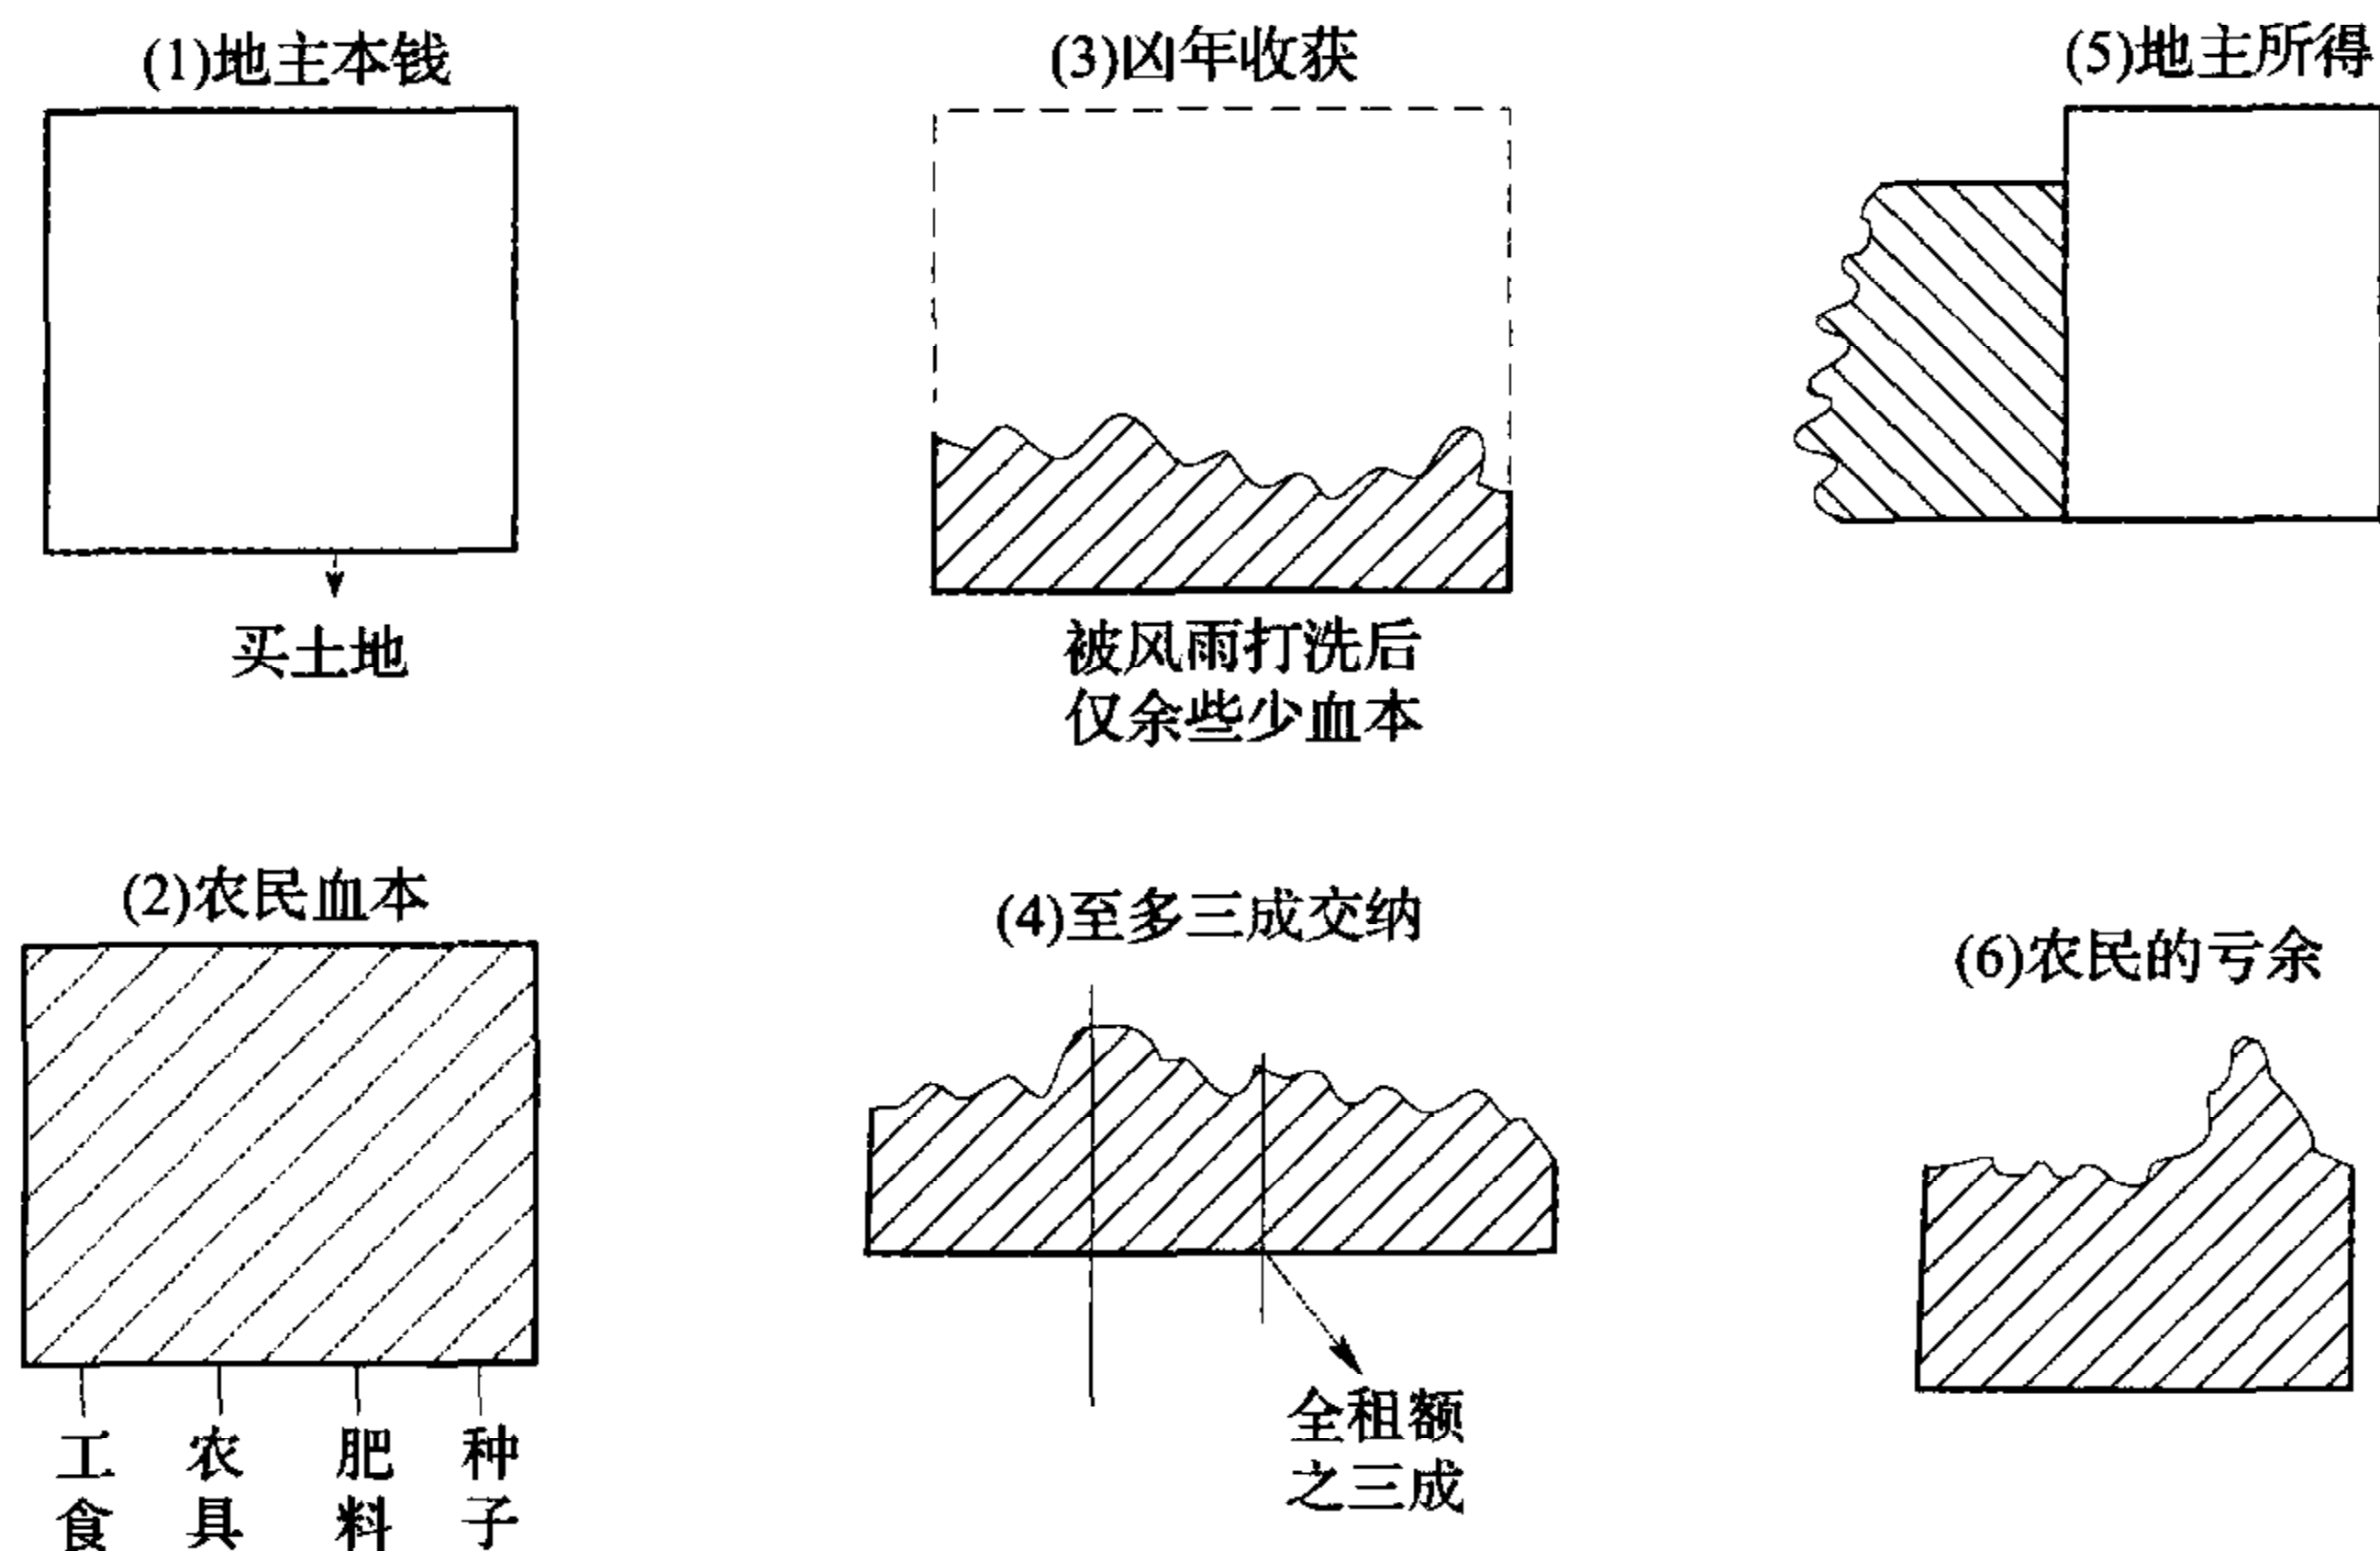 (1)地主本钱
买土地
(2)农民血本
工食
农具
肥料
种子
(3)凶年收获
被风雨打洗后
仅余些少血本
(4)至多三成交纳
全租额
之三成
(5)地主所得
(6)农民的亏余